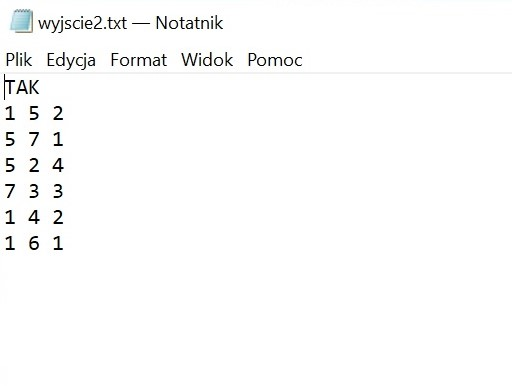 wyjscie2.txt — Notatnik
Plik Edycja Format Widok Pomoc
TAK
1 5 2
5 7 1
5 2 4
7 3 3
1 4 2
1 6 1